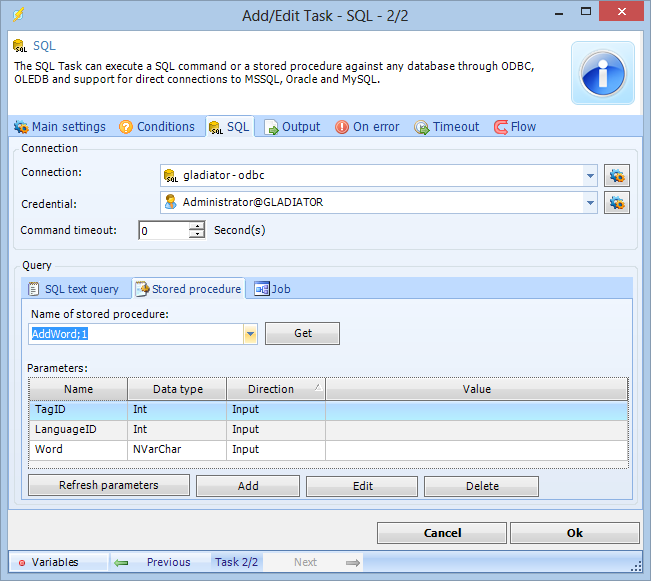 Add/Edit Task - SQL - 2/2
SQL
The SQL Task can execute a SQL command or a stored procedure against any database through ODBC,
OLEDB and support for direct connections to MSSQL, Oracle and MySQL.
Main settings Conditions SQL Output On error Timeout Flow
Connection
Connection: SQL gladiator - odbc
Credential: Administrator@GLADIATOR
Command timeout: 0 Second(s)
Query
SQL text query Stored procedure Job
Name of stored procedure:
AddWord;1 Get
Parameters:
Name Data type Direction Value
TagID Int Input
LanguageID Int Input
Word NVarChar Input
Refresh parameters Add Edit Delete
Cancel Ok
Variables Previous Task 2/2 Next